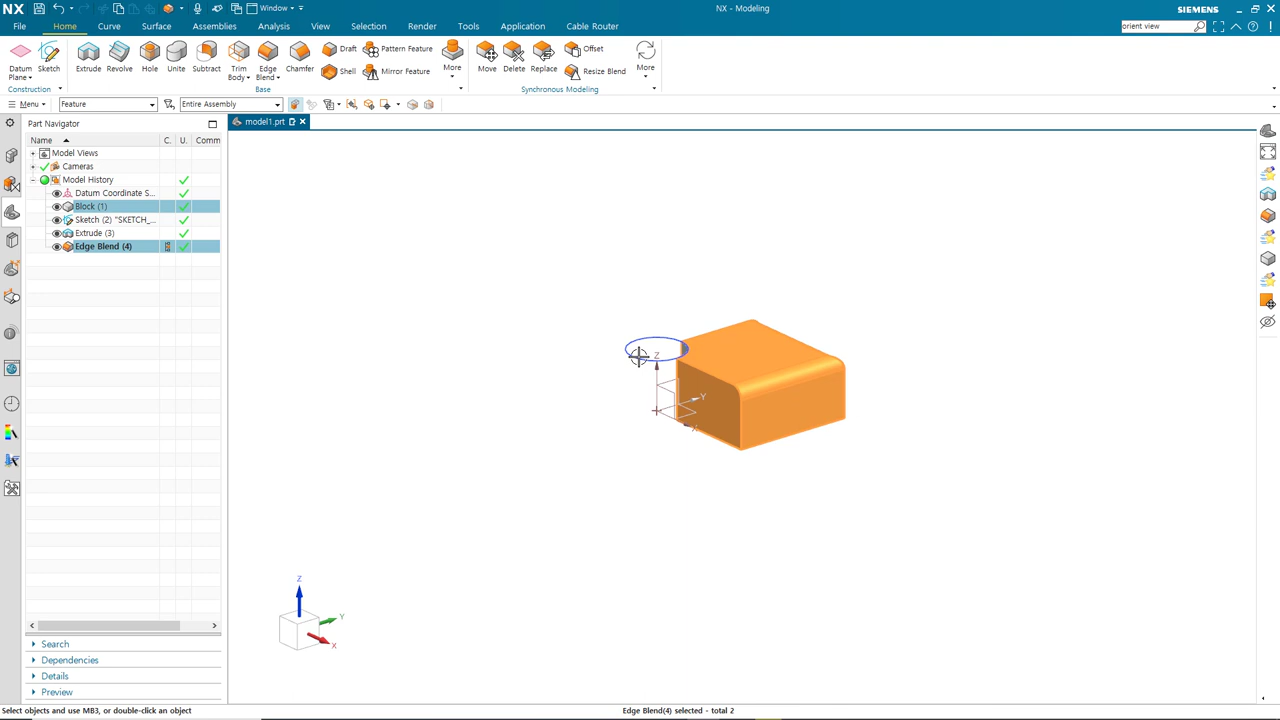 NX
Window
NX - Modeling
SIEMENS
File
Home
Curve
Surface
Assemblies
Analysis
View
Selection
Render
Tools
Application
Cable Router
orient view
Datum Plane
Sketch
Extrude
Revolve
Hole
Unite
Subtract
Trim Body
Edge Blend
Chamfer
Draft
Shell
Pattern Feature
Mirror Feature
More
Move
Delete
Replace
Offset
Resize Blend
More
Construction
Base
Synchronous Modeling
Menu
Feature
Entire Assembly
Part Navigator
model1.prt
Name
C.
U.
Comm
Model Views
Cameras
Model History
Datum Coordinate S...
Block (1)
Sketch (2) "SKETCH_...
Extrude (3)
Edge Blend (4)
Z
Y
X
Z
Y
X
Search
Dependencies
Details
Preview
Select objects and use MB3, or double-click an object
Edge Blend(4) selected - total 2